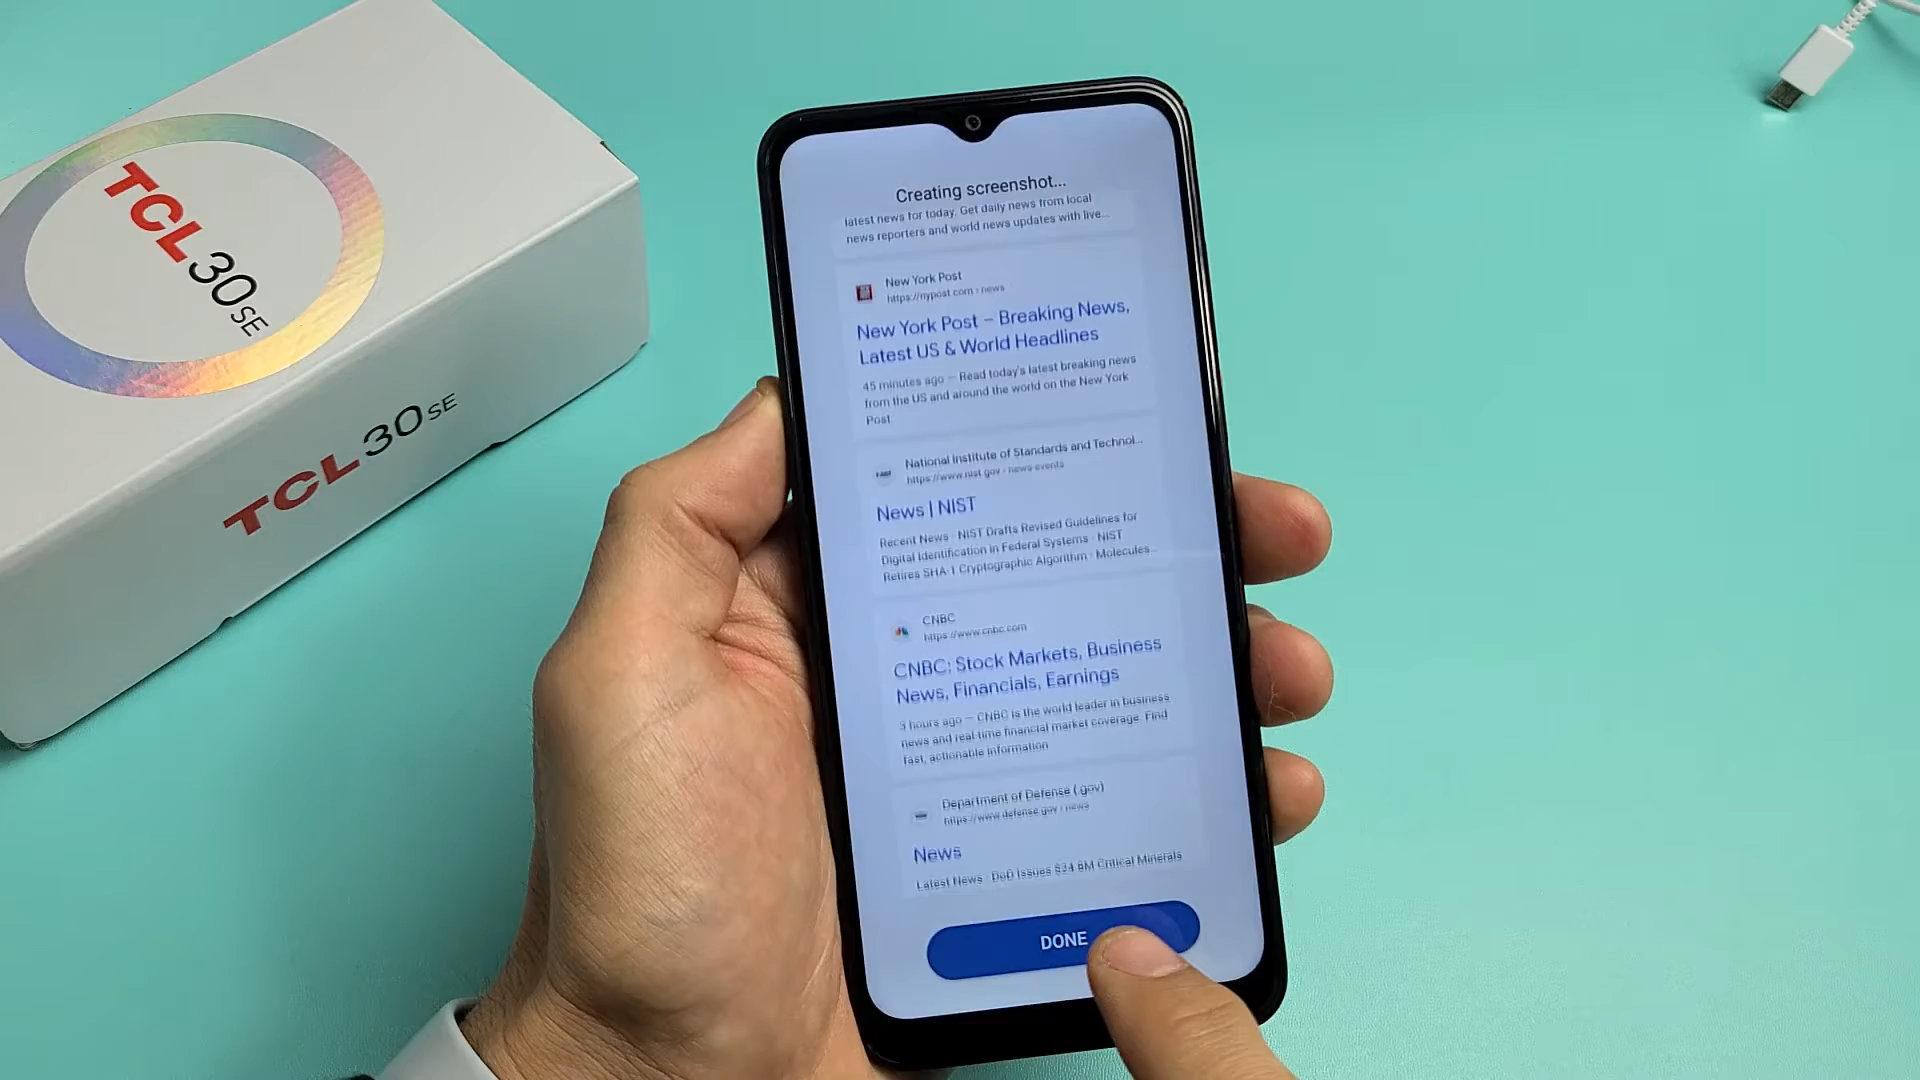 TCL 30 SE
TCL 30 SE
Creating screenshot...
latest news for today. Get daily news from local
news reporters and world news updates with live...
New York Post
https://nypost.com › news
New York Post – Breaking News,
Latest US & World Headlines
45 minutes ago — Read today's latest breaking news
from the US and around the world on the New York
Post
National Institute of Standards and Technol...
https://www.nist.gov › news-events
News | NIST
Recent News · NIST Drafts Revised Guidelines for
Digital Identification in Federal Systems · NIST
Retires SHA-1 Cryptographic Algorithm · Molecules...
CNBC
https://www.cnbc.com
CNBC: Stock Markets, Business
News, Financials, Earnings
3 hours ago — CNBC is the world leader in business
news and real time financial market coverage. Find
fast, actionable information
Department of Defense (.gov)
https://www.defense.gov › news
News
Latest News · DoD Issues $34.8M Critical Minerals
DONE